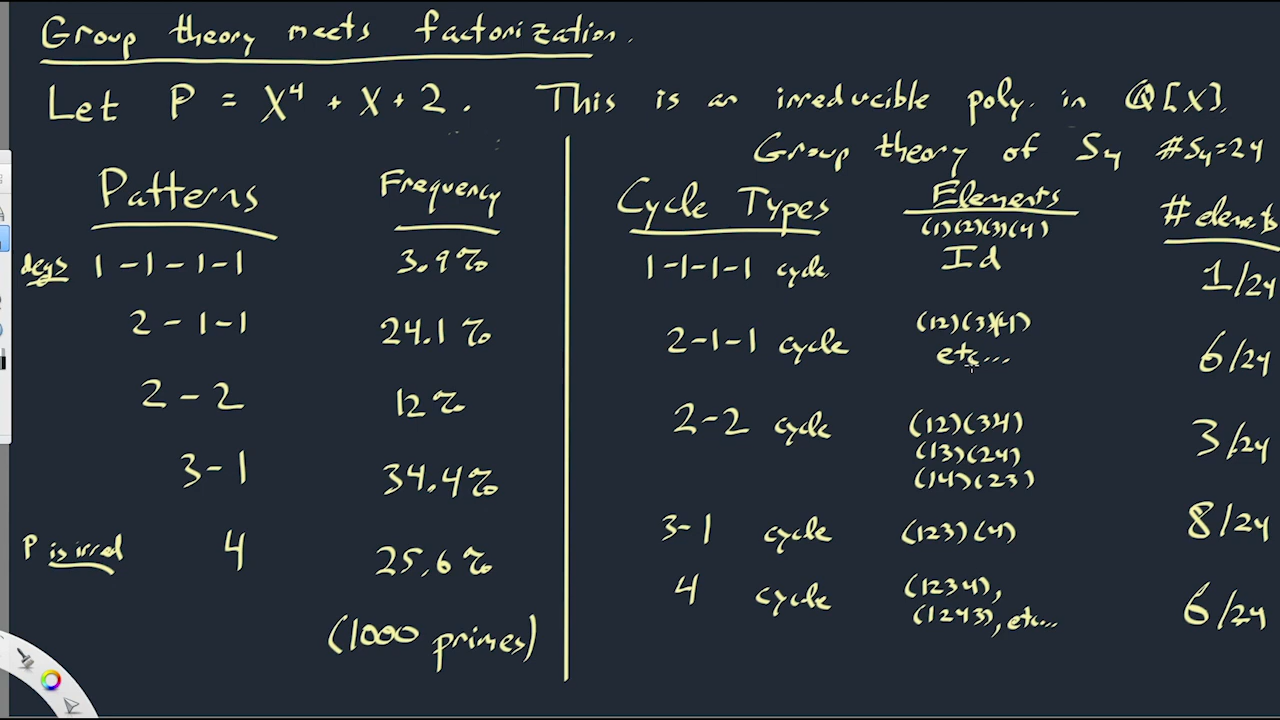 Group theory meets factorization.
Let P = X⁴ + X + 2. This is an irreducible poly. in ℚ[X].
Group theory of S₄ #S₄=24
Patterns Frequency Cycle Types Elements # elements
degs 1-1-1-1 3.9% 1-1-1-1 cycle (1)(2)(3)(4) Id 1/24
2-1-1 24.1% 2-1-1 cycle (12)(3)(4) etc... 6/24
2-2 12% 2-2 cycle (12)(34) 3/24
(13)(24)
(14)(23)
3-1 34.4% 3-1 cycle (123)(4) 8/24
P is irred 4 25.6% 4 cycle (1234), 6/24
(1243), etc...
(1000 primes)